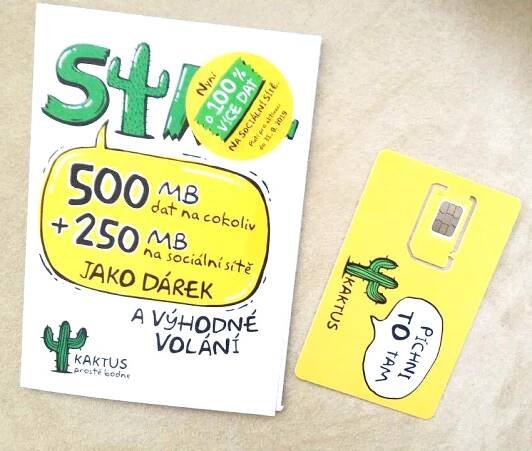 NYNÍ
o 100 %
VÍCE DAT
NA SOCIÁLNÍ SÍTĚ.
500 MB
dat na cokoliv
+ 250 MB
na sociální sítě
JAKO DÁREK
A VÝHODNÉ
VOLÁNÍ
KAKTUS
prostě bodne
KAKTUS
PÍCHNI
TO TAM